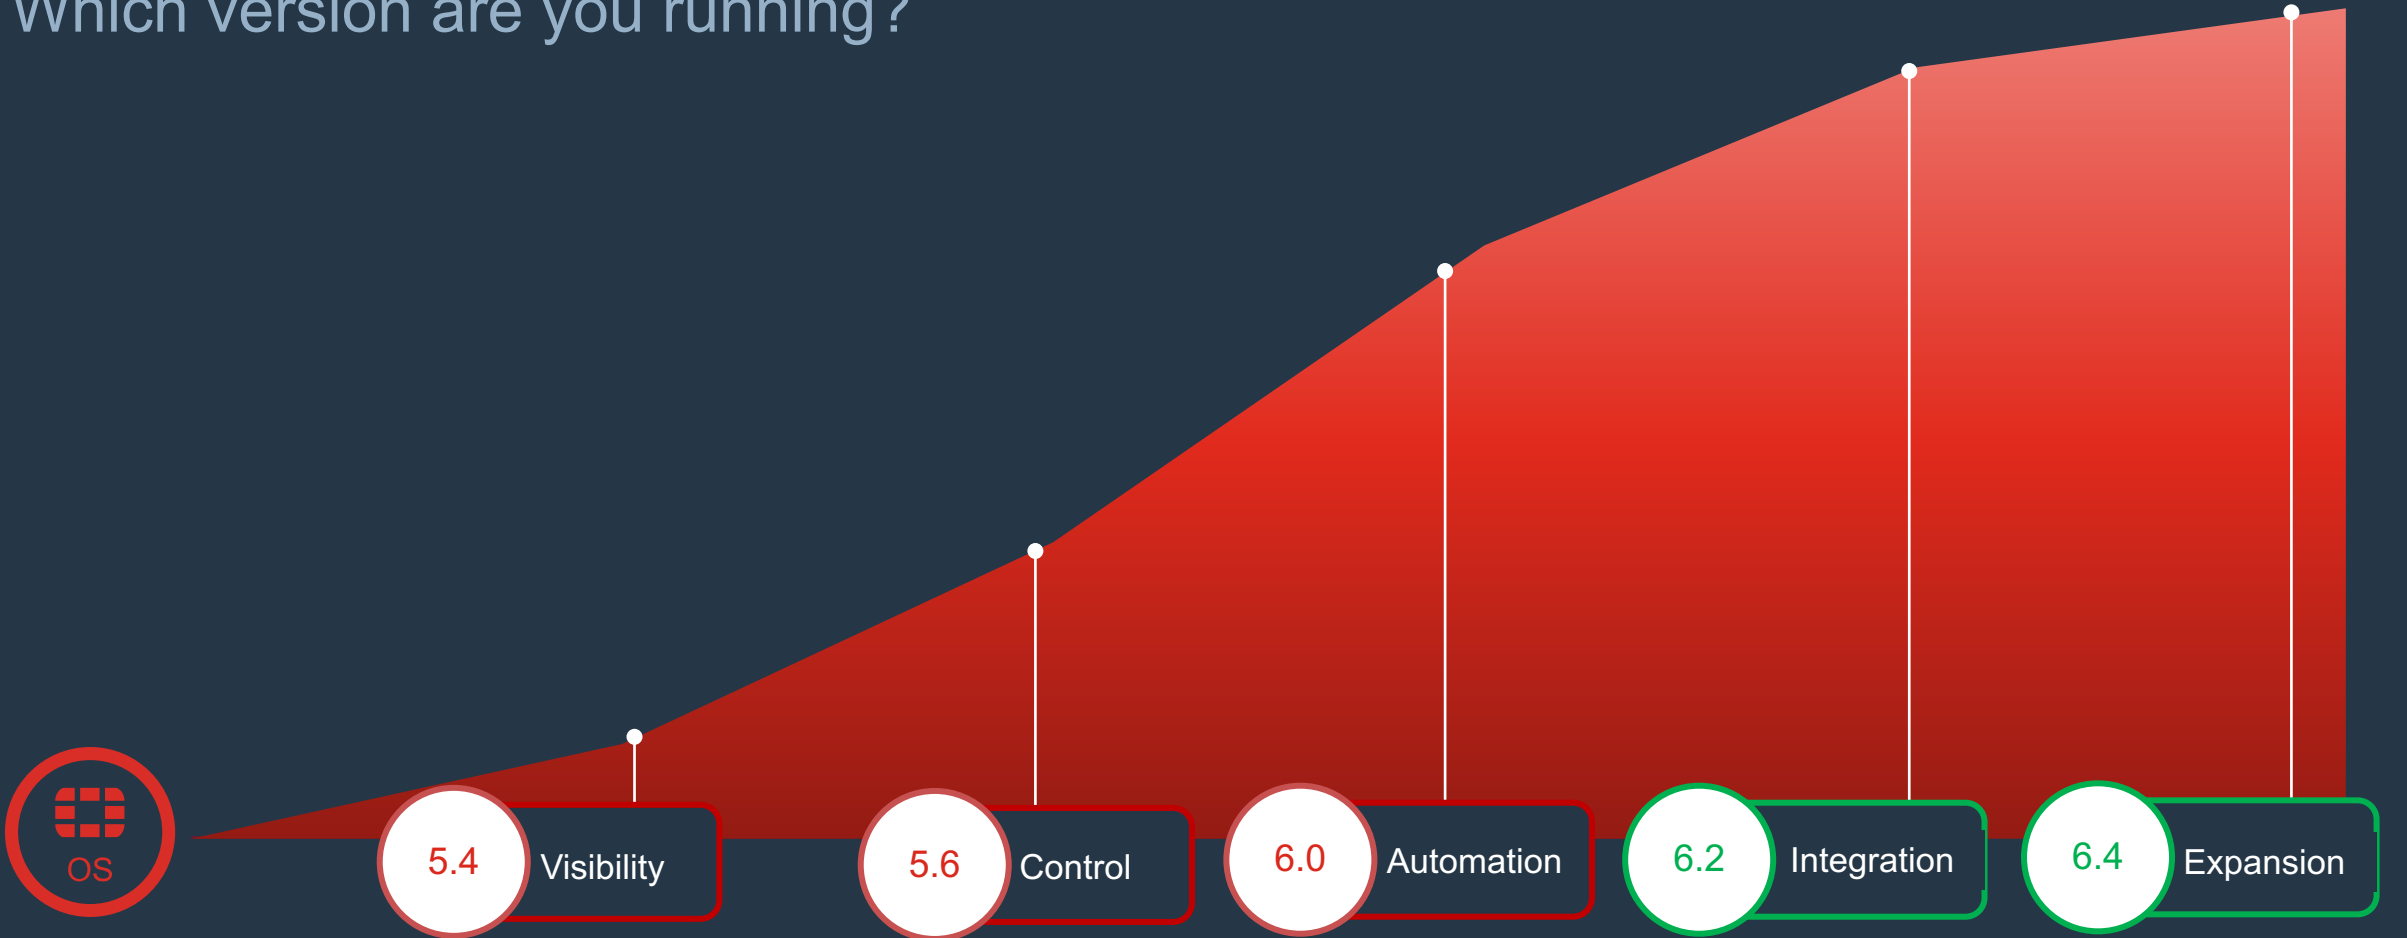 Which version are you running?
OS
5.4 Visibility
5.6 Control
6.0 Automation
6.2 Integration
6.4 Expansion